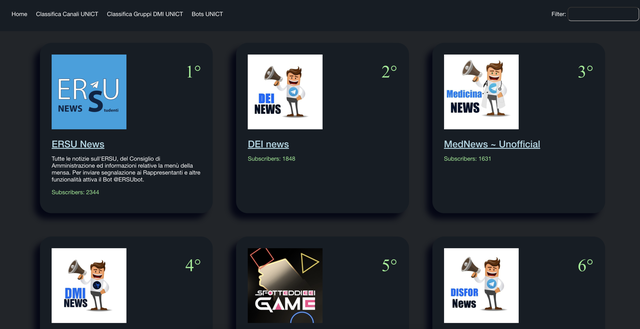 Home Classifica Canali UNICT Classifica Gruppi DMI UNICT Bots UNICT Filter:
ERSU
NEWS Studenti
1°
DEI
NEWS
2°
Medicina
NEWS
3°
ERSU News
Tutte le notizie sull'ERSU, del Consiglio di
Amministrazione ed informazioni relative la menù della
mensa. Per inviare segnalazione ai Rappresentanti e altre
funzionalità attiva il Bot @ERSUbot.
Subscribers: 2344
DEI news
Subscribers: 1848
MedNews ~ Unofficial
Subscribers: 1631
DMI
NEWS
4°
SPOTTEDDIEEI
GAME
5°
DISFOR
News
6°